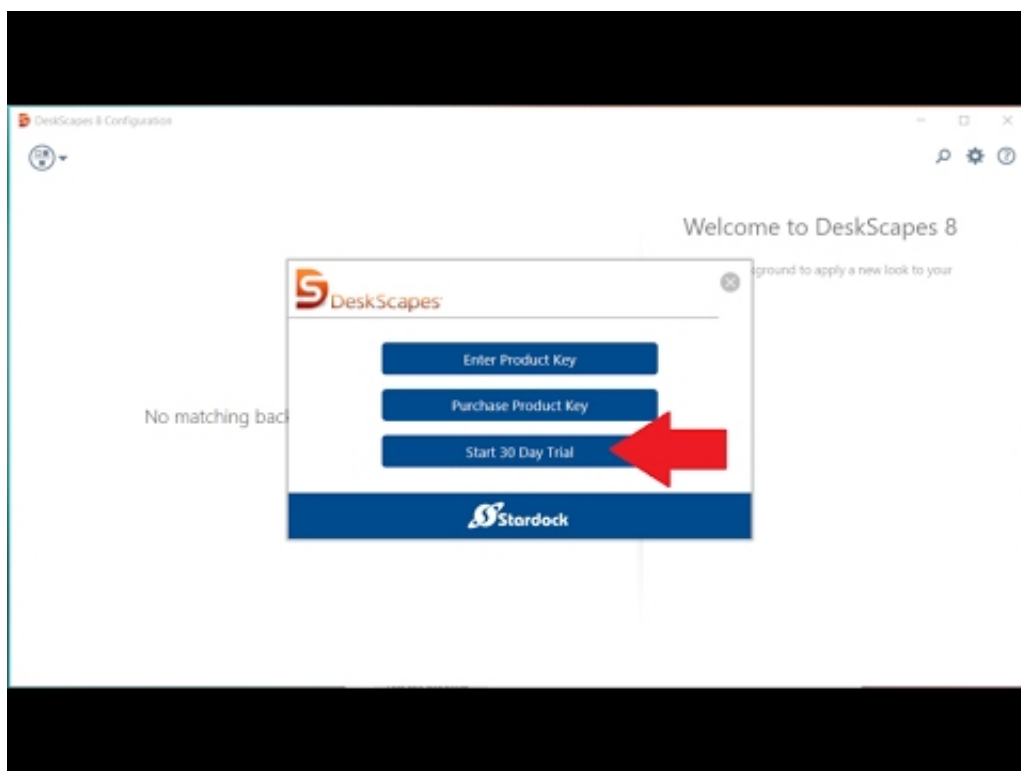 DeskScapes 8 Configuration
Welcome to DeskScapes 8
ground to apply a new look to your
DeskScapes
Enter Product Key
Purchase Product Key
No matching back
Start 30 Day Trial
Stardock